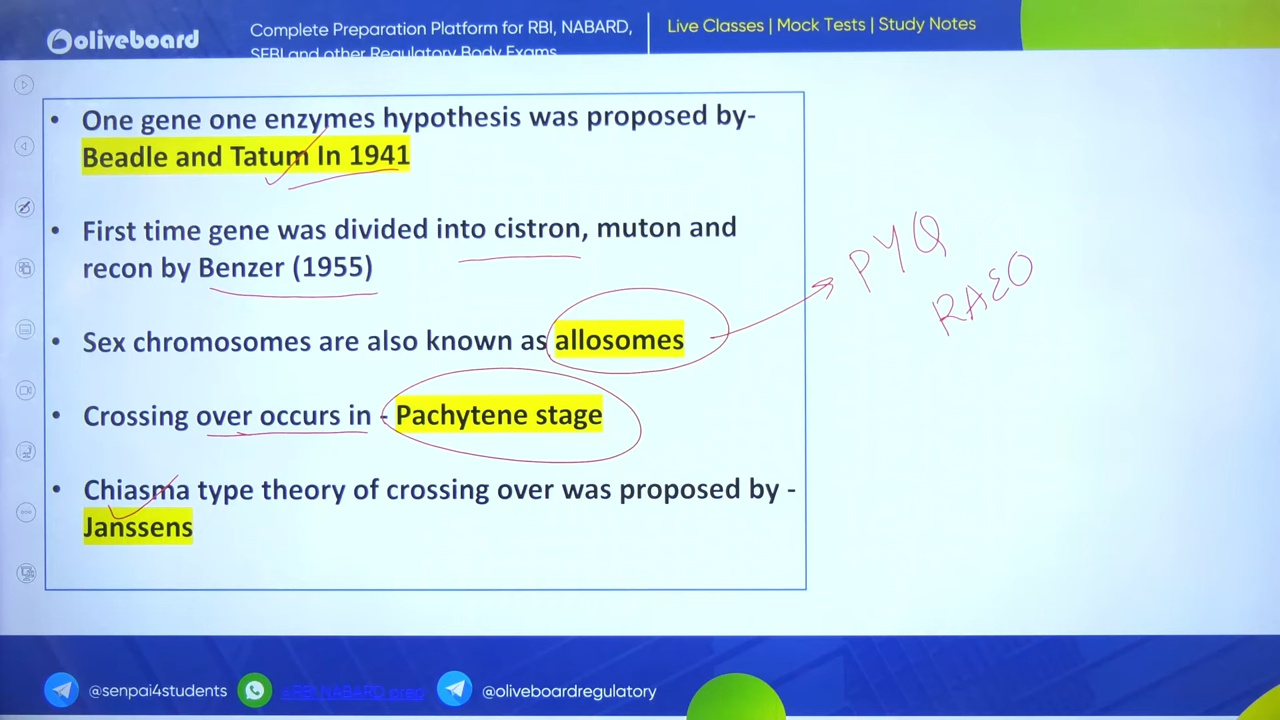 oliveboard
Complete Preparation Platform for RBI, NABARD,
SEBI and other Regulatory Body Exams
Live Classes | Mock Tests | Study Notes
• One gene one enzymes hypothesis was proposed by-
Beadle and Tatum In 1941
• First time gene was divided into cistron, muton and
recon by Benzer (1955)
• Sex chromosomes are also known as allosomes
• Crossing over occurs in - Pachytene stage
• Chiasma type theory of crossing over was proposed by -
Janssens
PYQ
RAEO
@senpai4students
@oliveboardregulatory